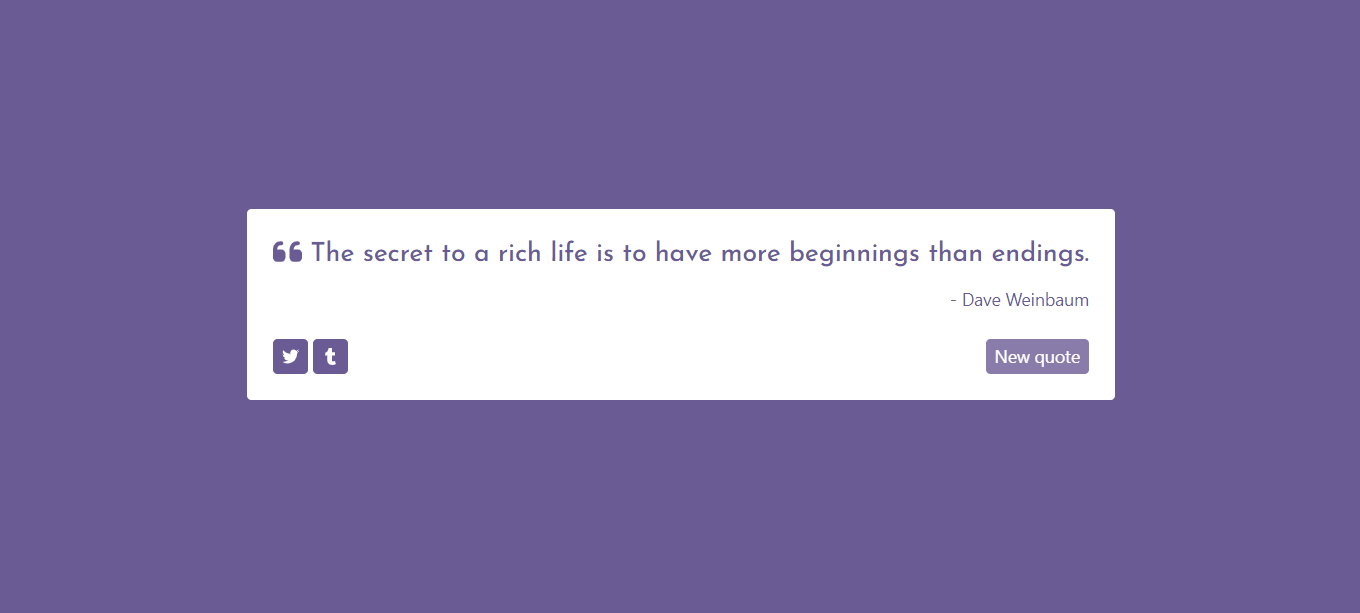 The secret to a rich life is to have more beginnings than endings.
- Dave Weinbaum
New quote